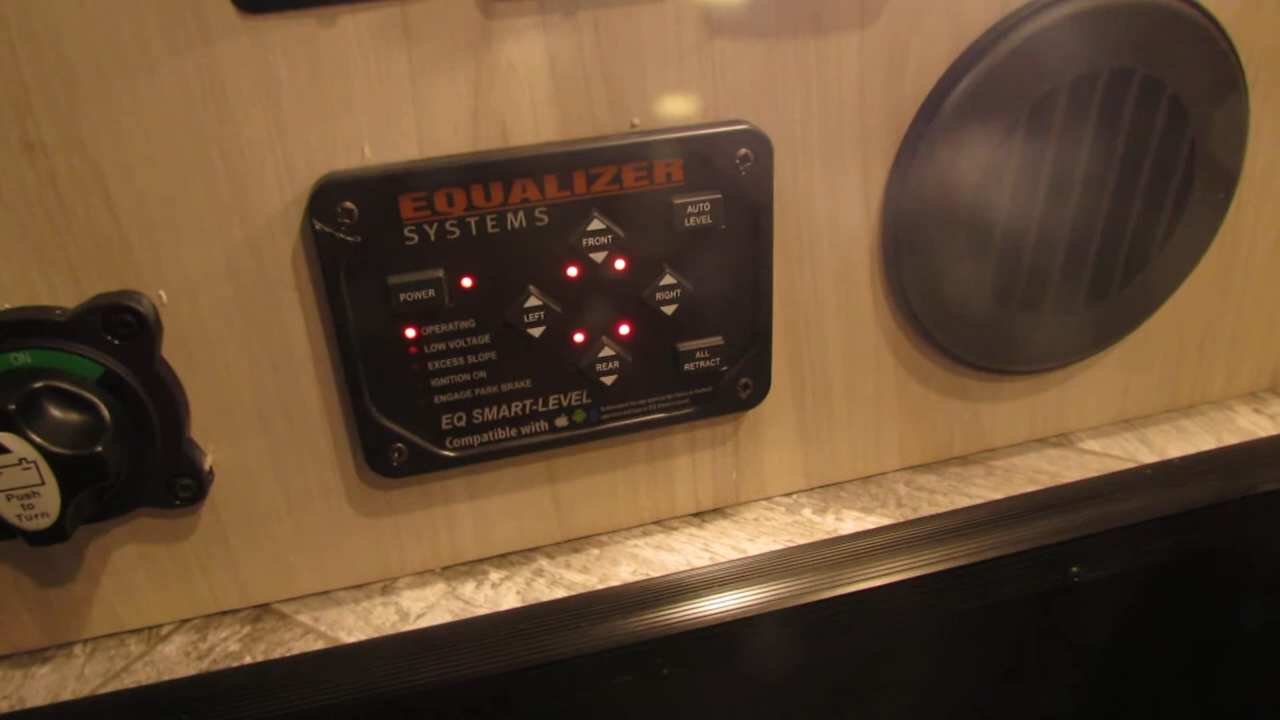 EQUALIZER
SYSTEMS
AUTO
LEVEL
FRONT
POWER
LEFT
RIGHT
OPERATING
LOW VOLTAGE
EXCESS SLOPE
IGNITION ON
ENGAGE PARK BRAKE
REAR
ALL
RETRACT
EQ SMART-LEVEL
Compatible with
ON
Push
to
Turn